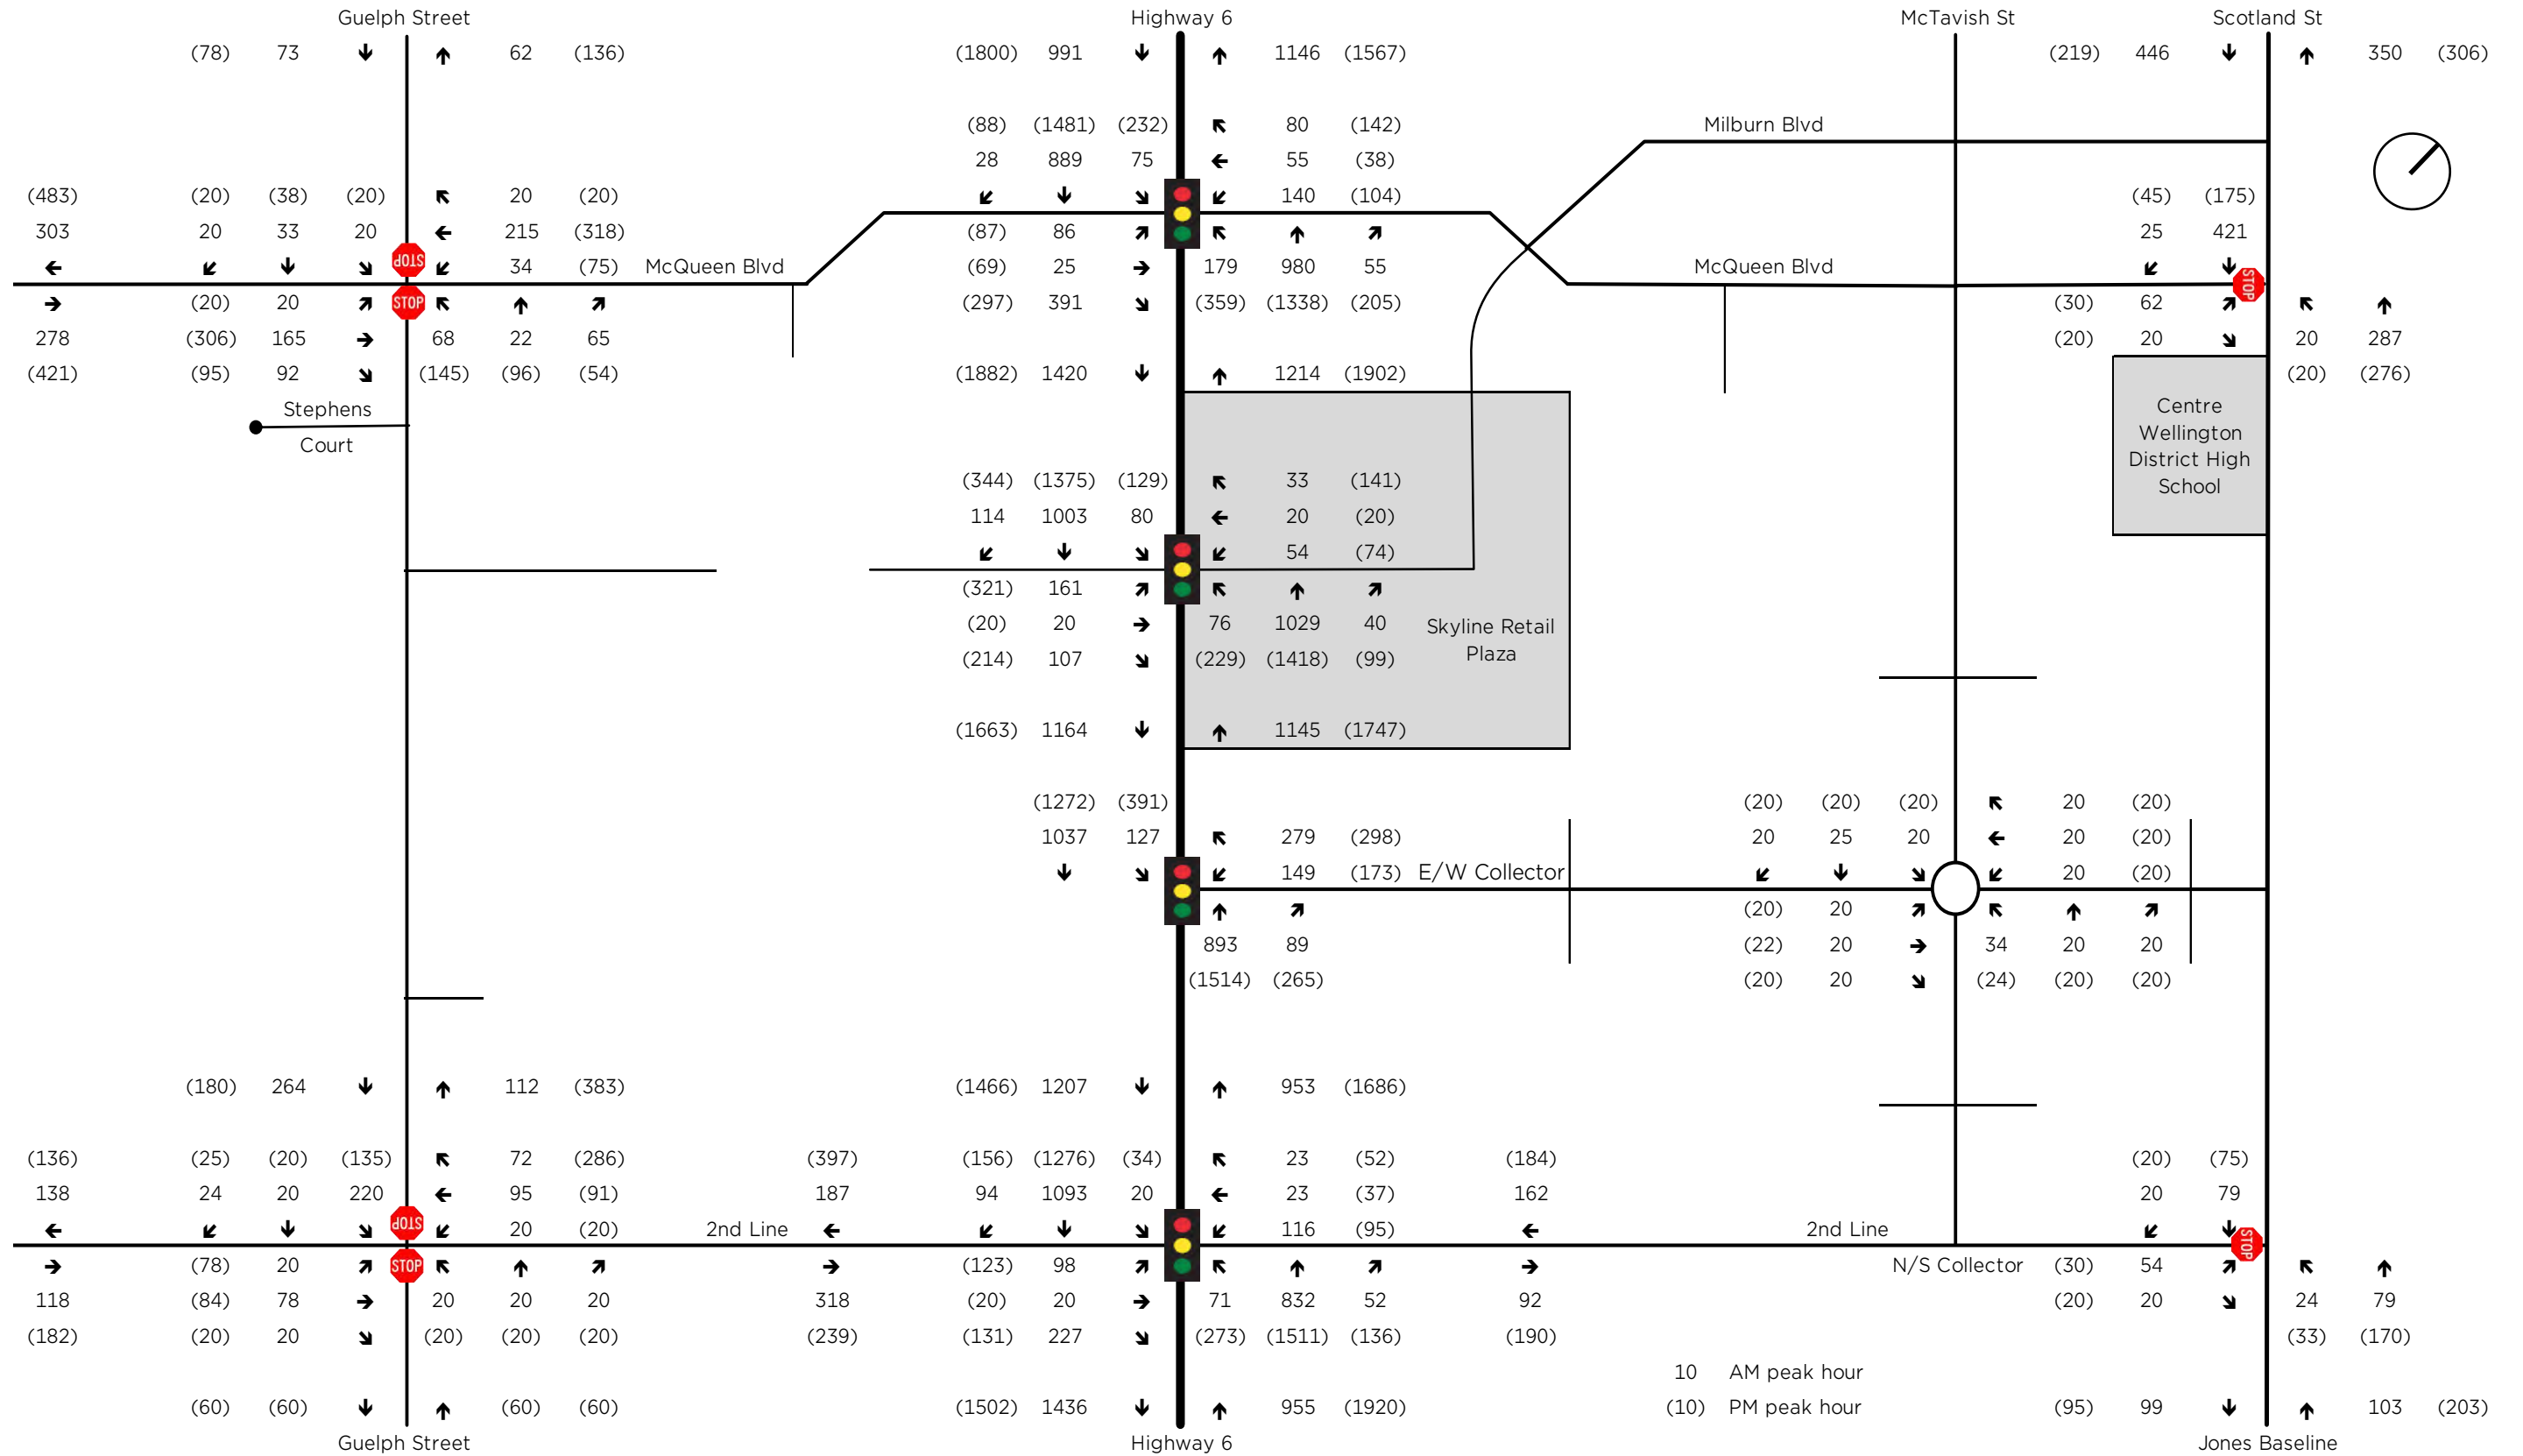 Guelph Street Highway 6 McTavish St Scotland St
(78) 73 62 (136) (1800) 991 1146 (1567) (219) 446 350 (306)
(88) (1481) (232) 80 (142) Milburn Blvd
28 889 75 55 (38)
(483) (20) (38) (20) 20 (20) 140 (104) (45) (175)
303 20 33 20 215 (318) (87) 86 25 421
STOP 34 (75) McQueen Blvd (69) 25 179 980 55 McQueen Blvd STOP
STOP (20) 20 (297) 391 (359) (1338) (205) (30) 62
278 (306) 165 68 22 65 (20) 20 20 287
(421) (95) 92 (145) (96) (54) (1882) 1420 1214 (1902) (20) (276)
Stephens
Court
Centre
Wellington
District High
School
(344) (1375) (129) 33 (141)
114 1003 80 20 (20)
54 (74)
(321) 161
(20) 20 76 1029 40
(214) 107 (229) (1418) (99)
Skyline Retail
Plaza
(1663) 1164 1145 (1747)
(1272) (391) (20) (20) (20) 20 (20)
1037 127 279 (298) 20 25 20 20 (20)
149 (173) E/W Collector 20 (20)
(20) 20
893 89 (22) 20 34 20 20
(1514) (265) (20) 20 (24) (20) (20)
(180) 264 112 (383) (1466) 1207 953 (1686)
(136) (25) (20) (135) 72 (286) (397) (156) (1276) (34) 23 (52) (184) (20) (75)
138 24 20 220 95 (91) 187 94 1093 20 23 (37) 162 20 79
STOP 20 (20) 2nd Line 116 (95) 2nd Line STOP
(78) 20 STOP (123) 98 N/S Collector (30) 54
118 (84) 78 20 20 20 318 (20) 20 71 832 52 92 (20) 20 24 79
(182) (20) 20 (20) (20) (20) (239) (131) 227 (273) (1511) (136) (190) (33) (170)
10 AM peak hour
(60) (60) (60) (60) (1502) 1436 955 (1920) (10) PM peak hour (95) 99 103 (203)
Guelph Street Highway 6 Jones Baseline